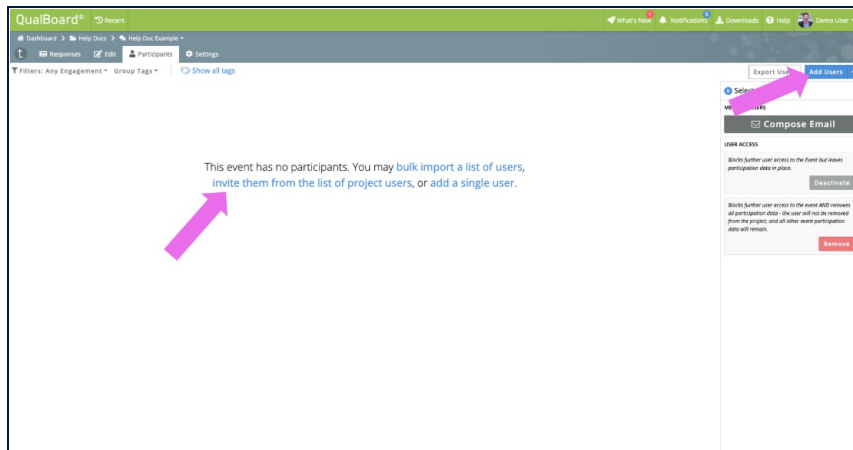 QualBoard® Recent What's New 1 Notifications 5 Downloads Help Demo User
Dashboard > Help Docs > Help Doc Example
t Responses Edit Participants Settings
Filters: Any Engagement Group Tags Show all tags
Export Use Add Users
Selec
This event has no participants. You may bulk import a list of users,
invite them from the list of project users, or add a single user.
Compose Email
USER ACCESS
Blocks further user access to the Event but leaves
participation data in place.
Deactivate
Blocks further user access to the event AND removes
all participation data - the user will not be removed
from the project, and all other event participation
data will remain.
Remove